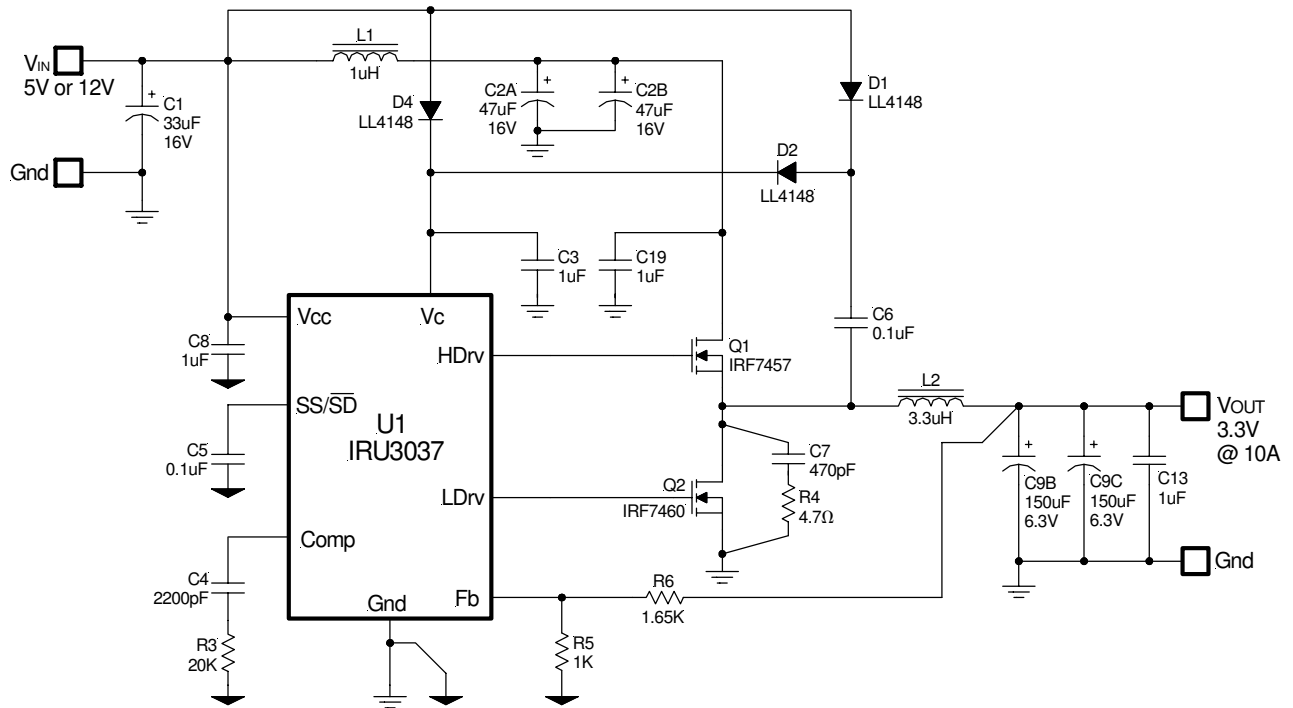 VIN
5V or 12V
Gnd
C1
33uF
16V
L1
1uH
D4
LL4148
C2A
47uF
16V
C2B
47uF
16V
D1
LL4148
D2
LL4148
C3
1uF
C19
1uF
C6
0.1uF
C8
1uF
C5
0.1uF
C4
2200pF
R3
20K
Vcc
Vc
HDrv
SS/SD
U1
IRU3037
LDrv
Comp
Gnd
Fb
Q1
IRF7457
Q2
IRF7460
C7
470pF
R4
4.7Ω
L2
3.3uH
R6
1.65K
R5
1K
C9B
150uF
6.3V
C9C
150uF
6.3V
C13
1uF
VOUT
3.3V
@ 10A
Gnd